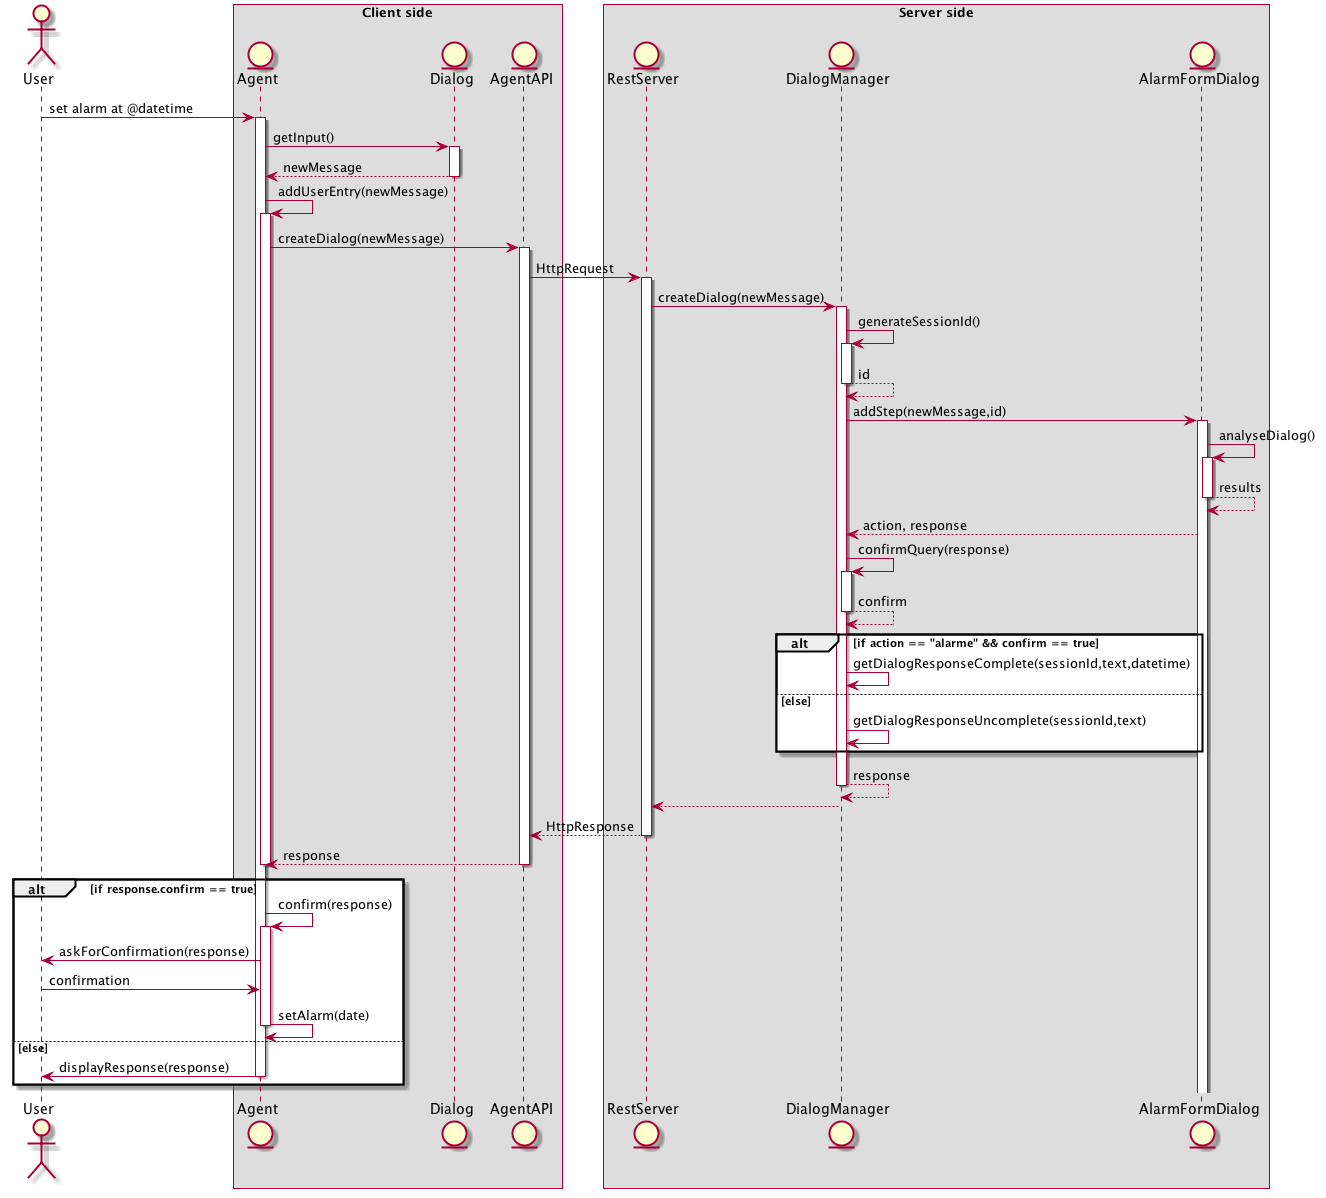 Client side
Server side
User
Agent
Dialog
AgentAPI
RestServer
DialogManager
AlarmFormDialog
set alarm at @datetime
getInput()
newMessage
addUserEntry(newMessage)
createDialog(newMessage)
HttpRequest
createDialog(newMessage)
generateSessionId()
id
addStep(newMessage,id)
analyseDialog()
results
action, response
confirmQuery(response)
confirm
alt
[if action == "alarme" && confirm == true]
getDialogResponseComplete(sessionId,text,datetime)
[else]
getDialogResponseUncomplete(sessionId,text)
response
HttpResponse
response
alt
[if response.confirm == true]
confirm(response)
askForConfirmation(response)
confirmation
setAlarm(date)
[else]
displayResponse(response)
User
Agent
Dialog
AgentAPI
RestServer
DialogManager
AlarmFormDialog